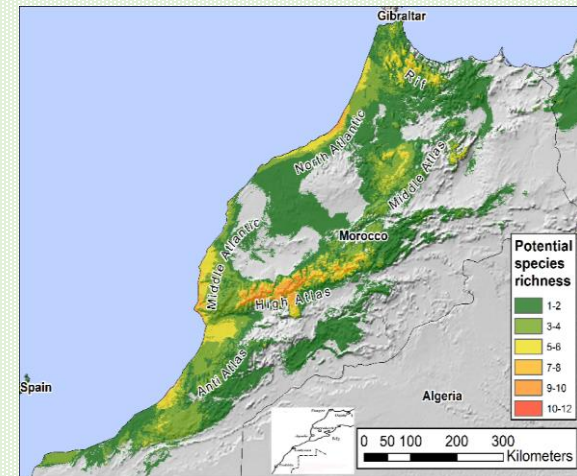 Gibraltar
Rif
North Atlantic
Middle Atlas
Middle Atlantic
Morocco
High Atlas
Anti Atlas
Spain
Algeria
Potential
species
richness
1-2
3-4
5-6
7-8
9-10
10-12
0 50 100 200 300
Kilometers